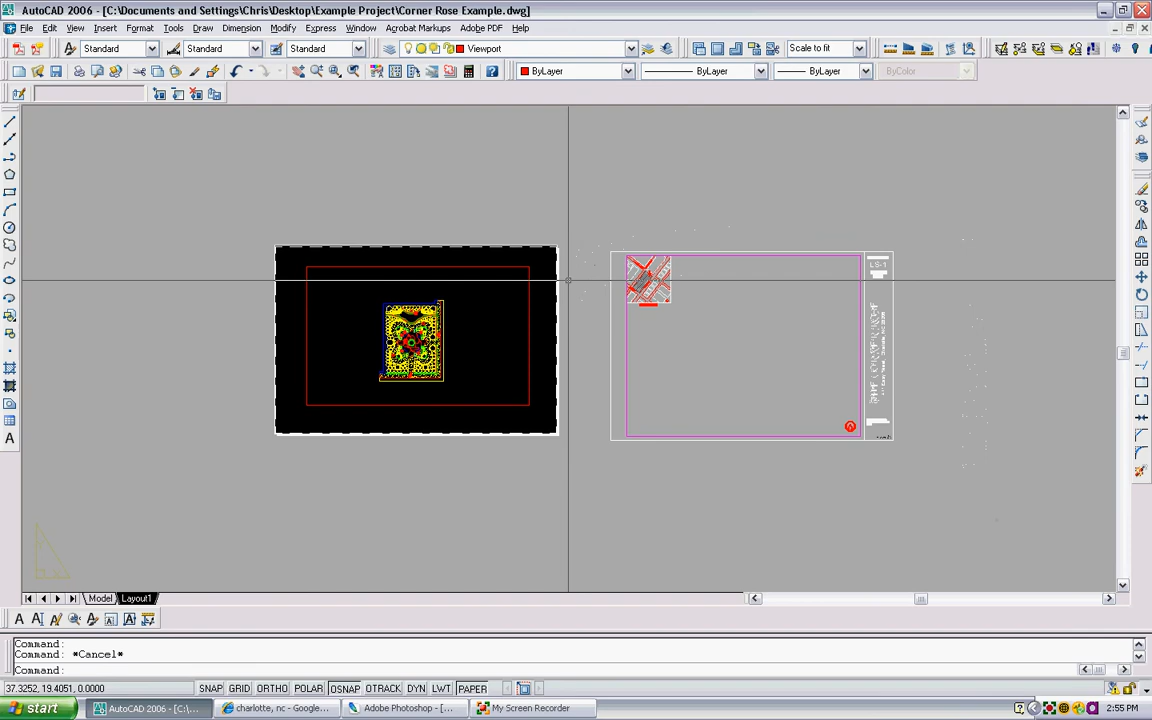 AutoCAD 2006 - [C:\Documents and Settings\Chris\Desktop\Example Project\Corner Rose Example.dwg]
File Edit View Insert Format Tools Draw Dimension Modify Express Window Acrobat Markups Adobe PDF Help
Standard Standard Standard Viewport Scale to fit
ByLayer ByLayer ByLayer ByColor
LS-1
Model Layout1
Command:
Command: *Cancel*
Command:
37.3252, 19.4051, 0.0000 SNAP GRID ORTHO POLAR OSNAP OTRACK DYN LWT PAPER
start AutoCAD 2006 - [C:\... charlotte, nc - Google... Adobe Photoshop - [... My Screen Recorder 2:55 PM